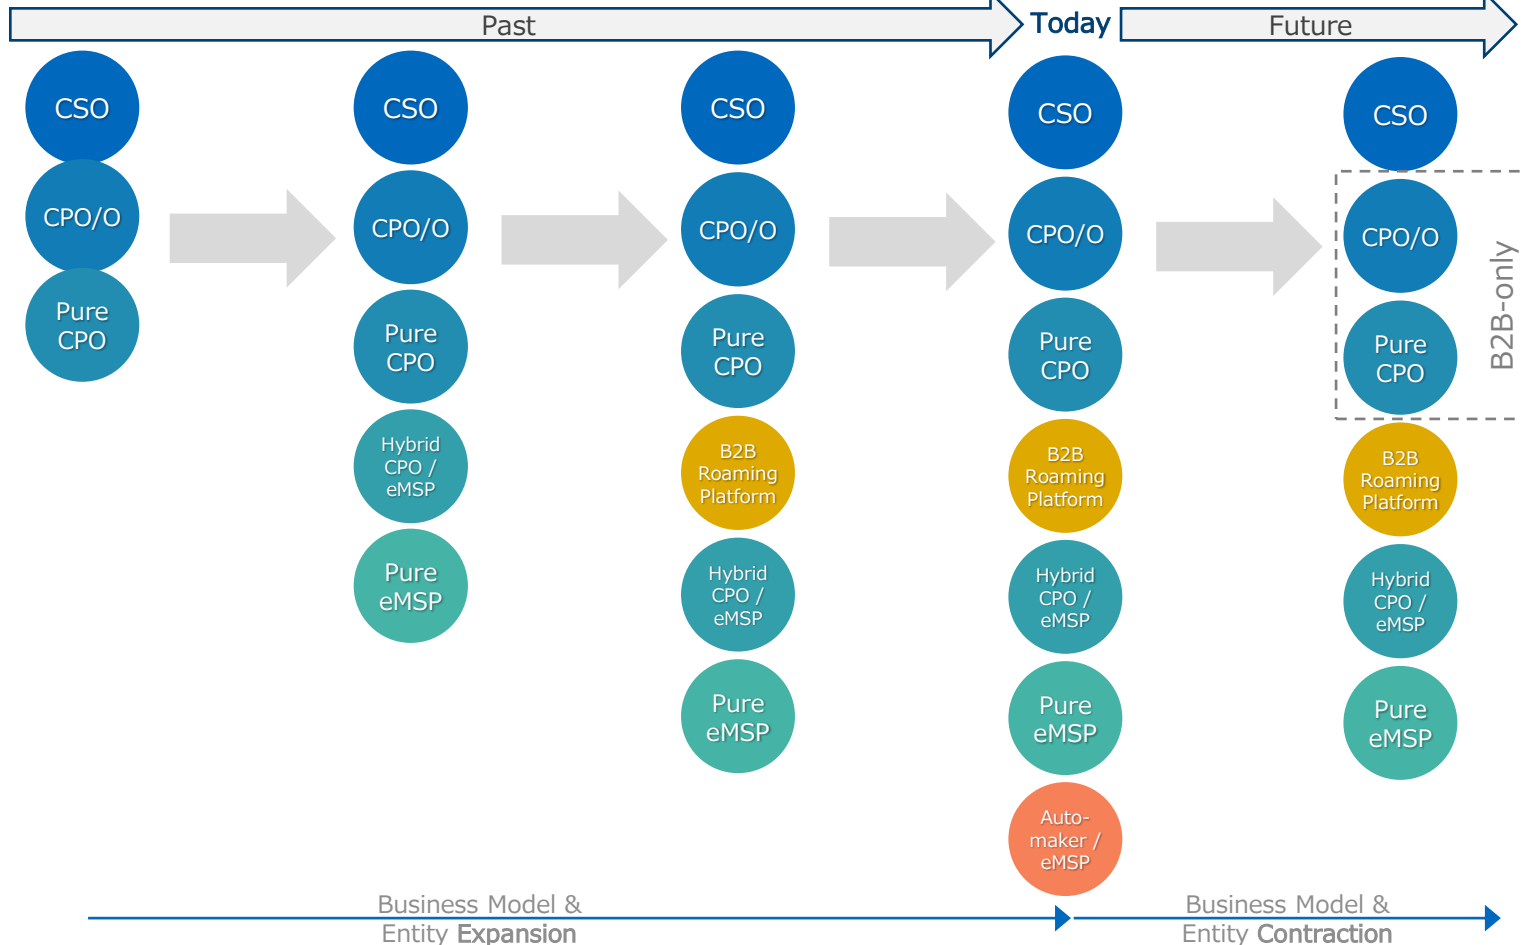 Past
Today
Future
CSO
CPO/O
Pure
CPO
CSO
CPO/O
Pure
CPO
Hybrid
CPO /
eMSP
Pure
eMSP
CSO
CPO/O
Pure
CPO
B2B
Roaming
Platform
Hybrid
CPO /
eMSP
Pure
eMSP
CSO
CPO/O
Pure
CPO
B2B
Roaming
Platform
Hybrid
CPO /
eMSP
Pure
eMSP
Auto-
maker /
eMSP
CSO
CPO/O
Pure
CPO
B2B-only
B2B
Roaming
Platform
Hybrid
CPO /
eMSP
Pure
eMSP
Business Model &
Entity Expansion
Business Model &
Entity Contraction